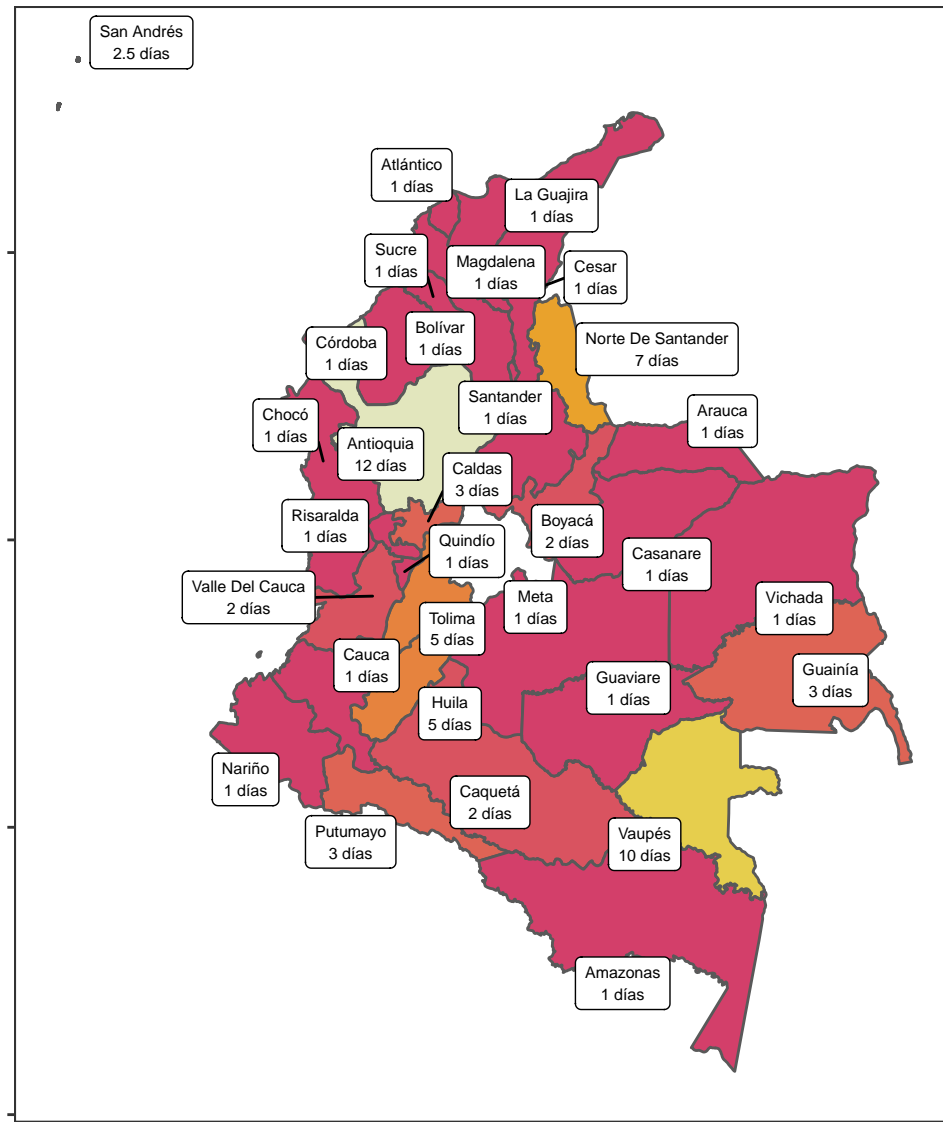 San Andrés
2.5 días
Atlántico
1 días
La Guajira
1 días
Sucre
1 días
Magdalena
1 días
Cesar
1 días
Córdoba
1 días
Bolívar
1 días
Norte De Santander
7 días
Chocó
1 días
Antioquia
12 días
Santander
1 días
Arauca
1 días
Caldas
3 días
Risaralda
1 días
Quindío
1 días
Boyacá
2 días
Casanare
1 días
Valle Del Cauca
2 días
Tolima
5 días
Meta
1 días
Vichada
1 días
Cauca
1 días
Huila
5 días
Guaviare
1 días
Guainía
3 días
Nariño
1 días
Putumayo
3 días
Caquetá
2 días
Vaupés
10 días
Amazonas
1 días